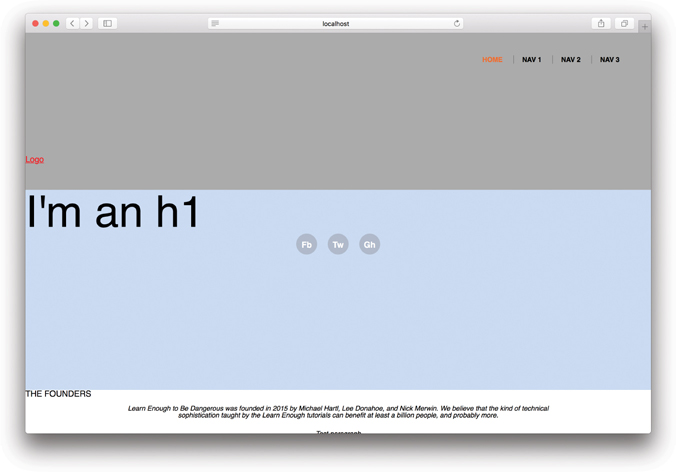 localhost
HOME NAV 1 NAV 2 NAV 3
Logo
I'm an h1
Fb Tw Gh
THE FOUNDERS
Learn Enough to Be Dangerous was founded in 2015 by Michael Hartl, Lee Donahoe, and Nick Merwin. We believe that the kind of technical
sophistication taught by the Learn Enough tutorials can benefit at least a billion people, and probably more.
Test paragraph